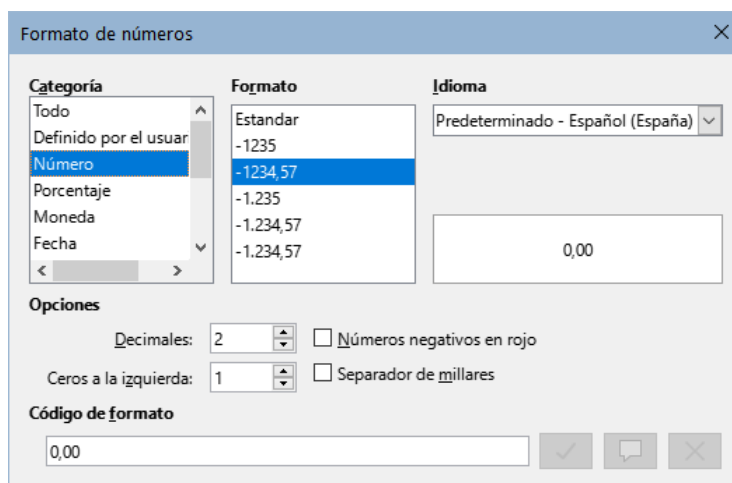 Formato de números
Categoría
Todo
Definido por el usuar
Número
Porcentaje
Moneda
Fecha
Formato
Estandar
-1235
-1234,57
-1.235
-1.234,57
-1.234,57
Idioma
Predeterminado - Español (España)
0,00
Opciones
Decimales: 2
Números negativos en rojo
Ceros a la izquierda: 1
Separador de millares
Código de formato
0,00